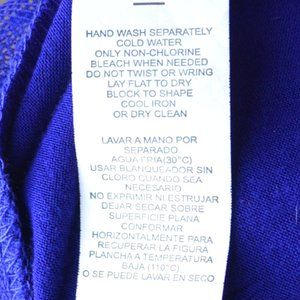 HAND WASH SEPARATELY
COLD WATER
ONLY NON-CHLORINE
BLEACH WHEN NEEDED
DO NOT TWIST OR WRING
LAY FLAT TO DRY
BLOCK TO SHAPE
COOL IRON
OR DRY CLEAN
LAVAR A MANO POR
SEPARADO
AGUA FRIA(30°C)
USAR BLANQUEADOR SIN
CLORO CUANDO SEA
NECESARIO
NO EXPRIMIR NI ESTRUJAR
DEJAR SECAR SOBRE
SUPERFICIE PLANA
CONFORMAR
HORIZONTALMENTE PARA
RECUPERAR LA FIGURA
PLANCHA A TEMPERATURA
BAJA (110°C)
O SE PUEDE LAVAR EN SECO